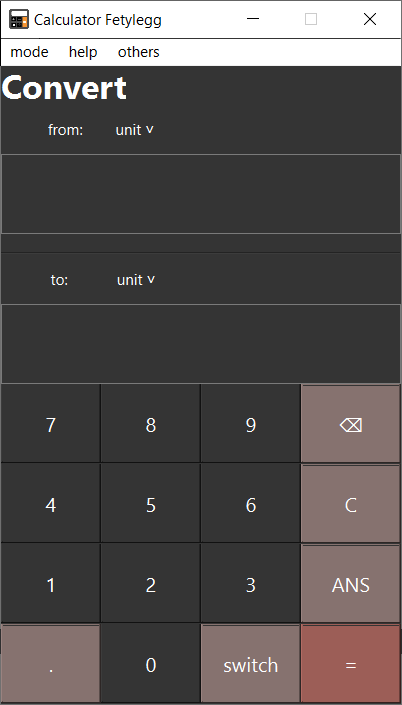 Calculator Fetylegg
mode help others
Convert
from: unit ˅
to: unit ˅
7 8 9 ⌫
4 5 6 C
1 2 3 ANS
. 0 switch =